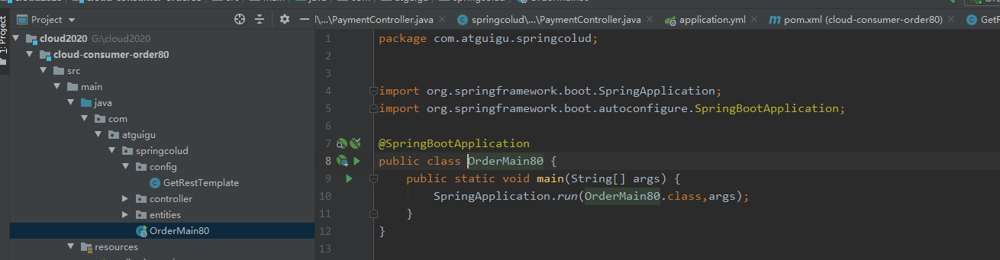 Project
\...\PaymentController.java
springcolud\...\PaymentController.java
application.yml
pom.xml (cloud-consumer-order80)
GetR
1: Project
cloud2020 G:\cloud2020
cloud-consumer-order80
src
main
java
com
atguigu
springcolud
config
GetRestTemplate
controller
entities
OrderMain80
resources
1 package com.atguigu.springcolud;
2
3
4 import org.springframework.boot.SpringApplication;
5 import org.springframework.boot.autoconfigure.SpringBootApplication;
6
7 @SpringBootApplication
8 public class OrderMain80 {
9 public static void main(String[] args) {
10 SpringApplication.run(OrderMain80.class,args);
11 }
12 }
13